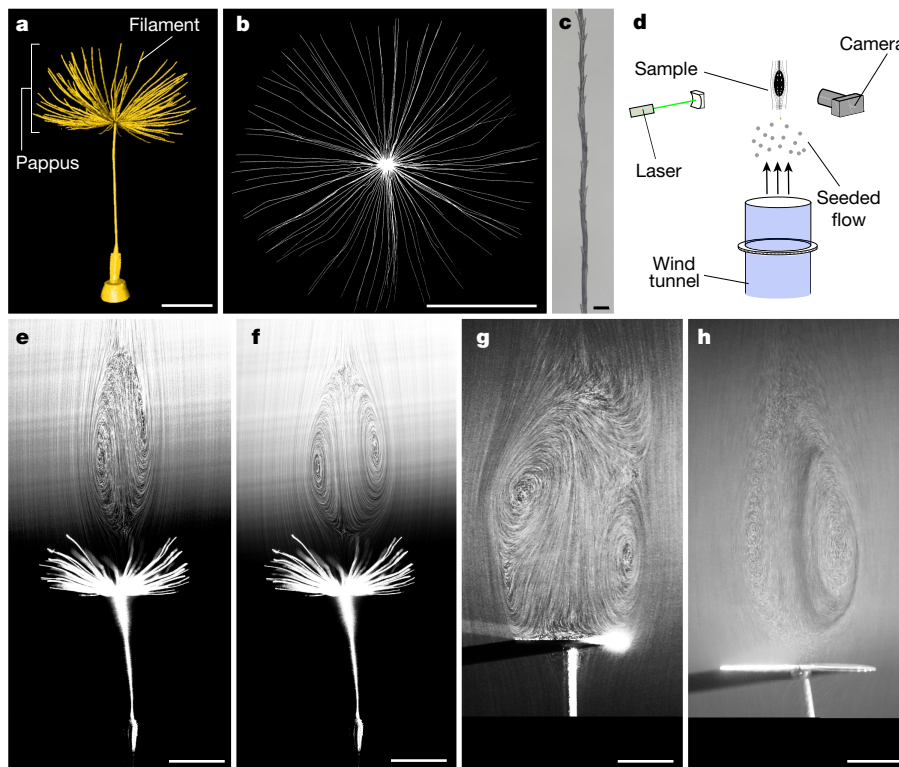 a
Filament
Pappus
b
c
d
Sample
Camera
Laser
Seeded
flow
Wind
tunnel
e
f
g
h